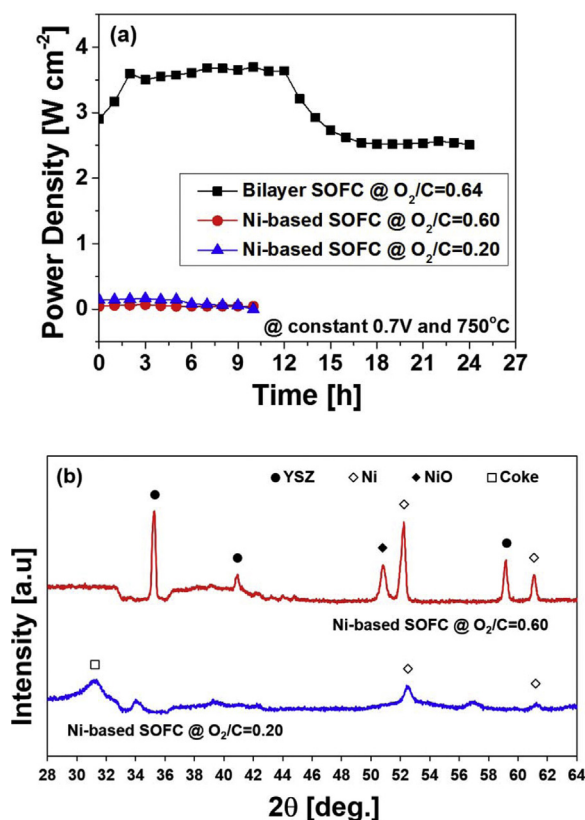 (a)
Power Density [W cm⁻²]
4
3
2
1
0
Bilayer SOFC @ O₂/C=0.64
Ni-based SOFC @ O₂/C=0.60
Ni-based SOFC @ O₂/C=0.20
@ constant 0.7V and 750°C
0 3 6 9 12 15 18 21 24 27
Time [h]
(b)
YSZ Ni NiO Coke
Intensity [a.u]
Ni-based SOFC @ O₂/C=0.60
Ni-based SOFC @ O₂/C=0.20
28 30 32 34 36 38 40 42 44 46 48 50 52 54 56 58 60 62 64
2θ [deg.]